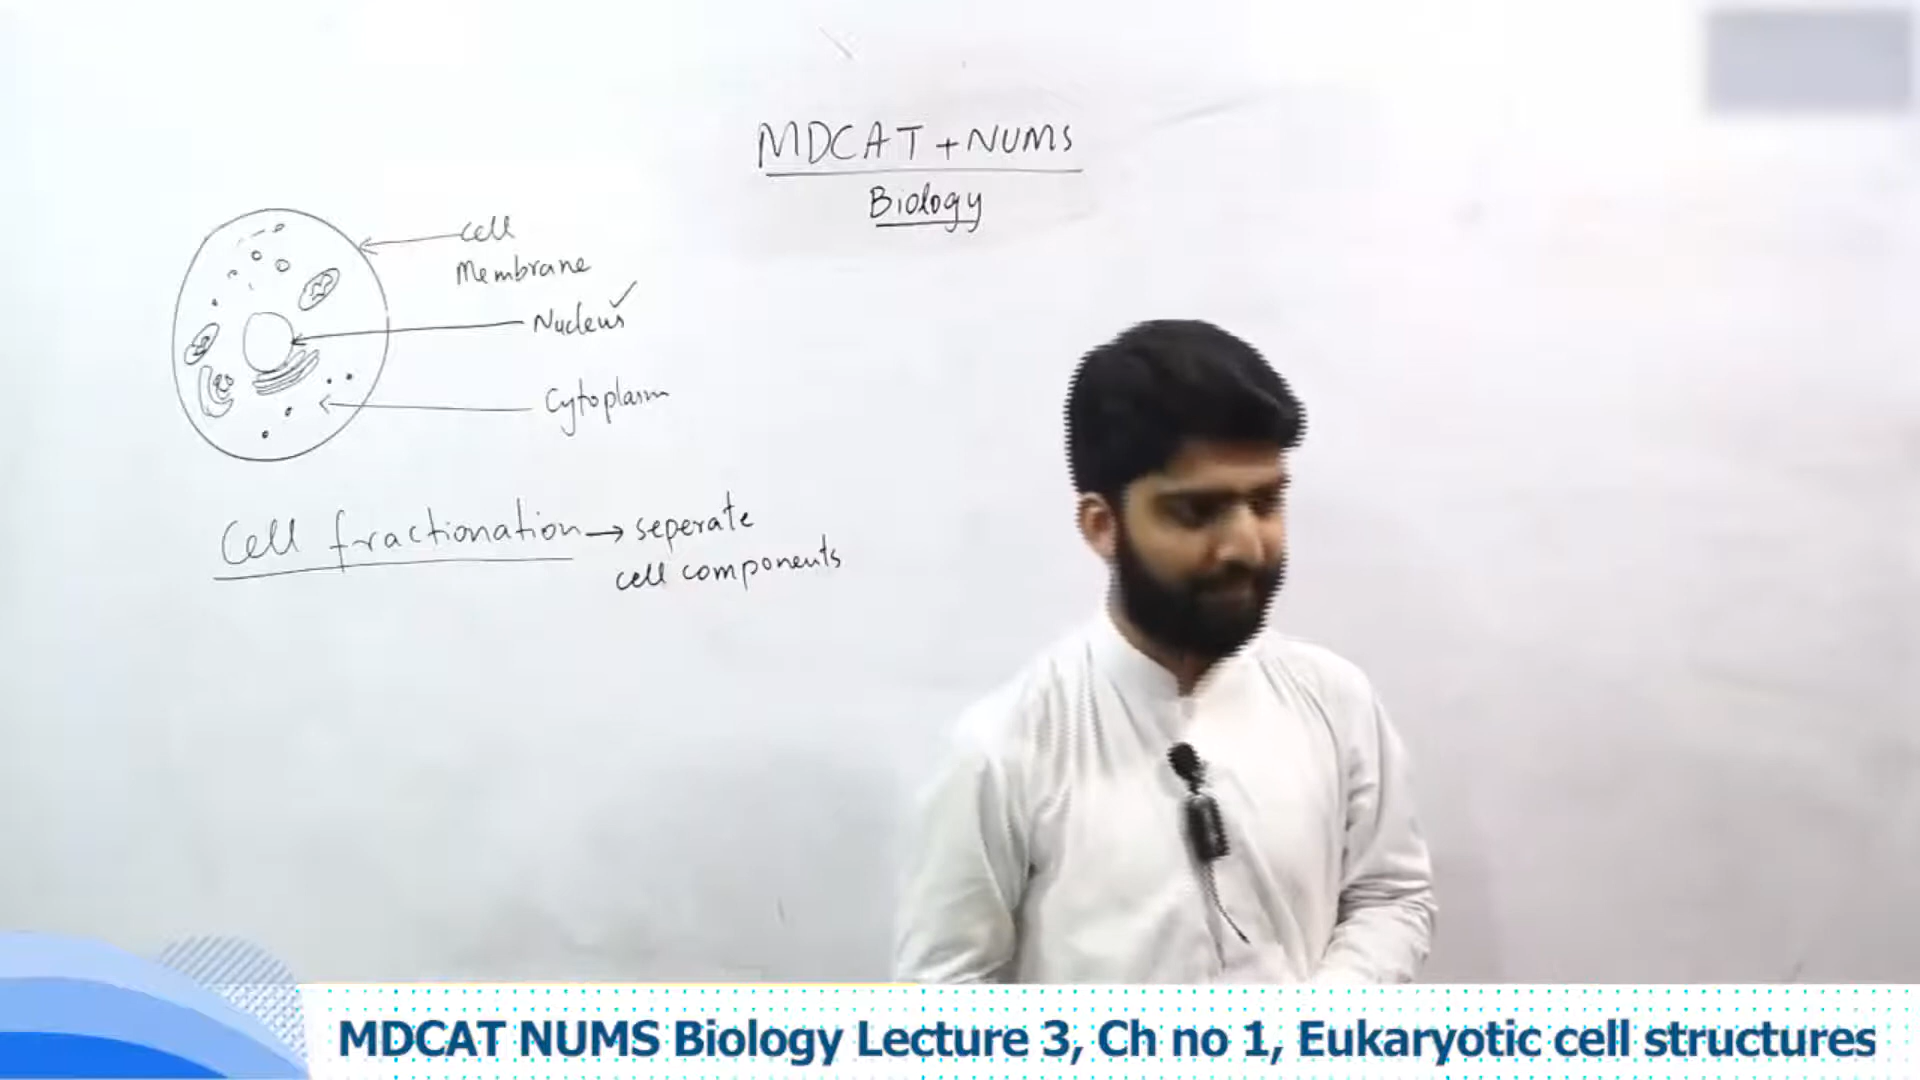 MDCAT + NUMS
Biology
Cell
Membrane
Nucleus
Cytoplasm
Cell fractionation → seperate
cell components
MDCAT NUMS Biology Lecture 3, Ch no 1, Eukaryotic cell structures